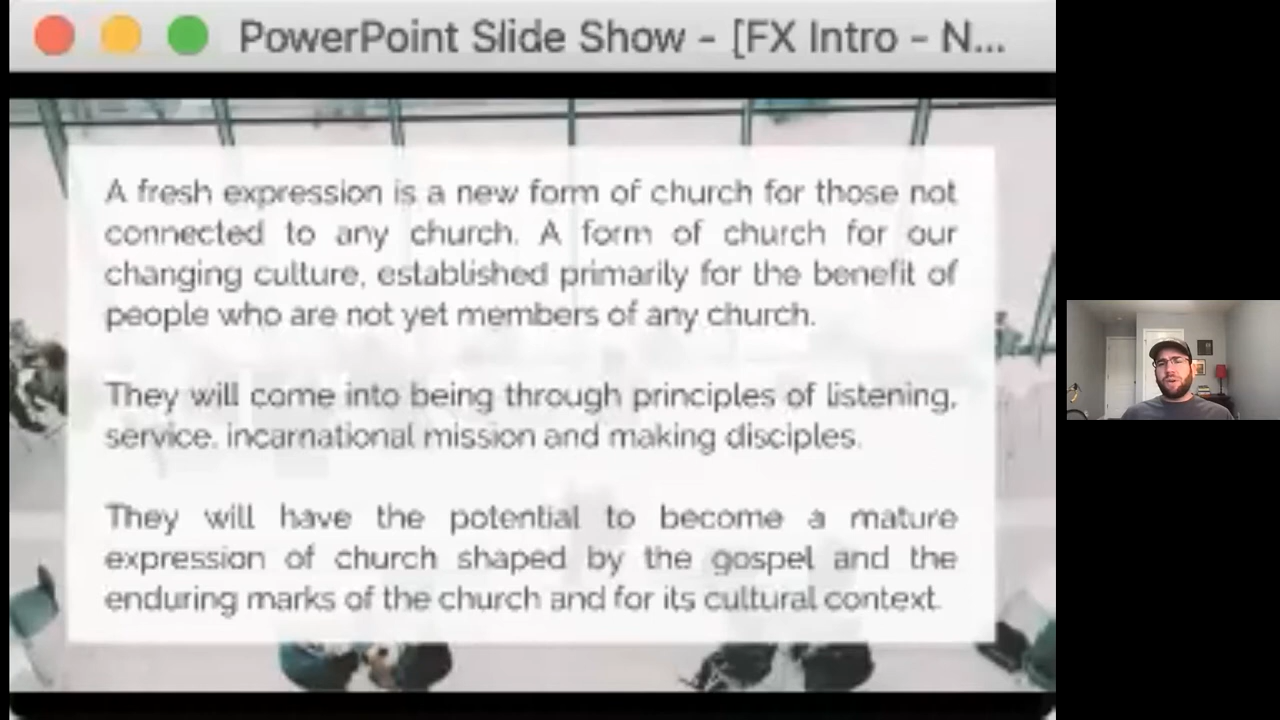 PowerPoint Slide Show - [FX Intro - N...
A fresh expression is a new form of church for those not
connected to any church. A form of church for our
changing culture, established primarily for the benefit of
people who are not yet members of any church.
They will come into being through principles of listening,
service, incarnational mission and making disciples.
They will have the potential to become a mature
expression of church shaped by the gospel and the
enduring marks of the church and for its cultural context.